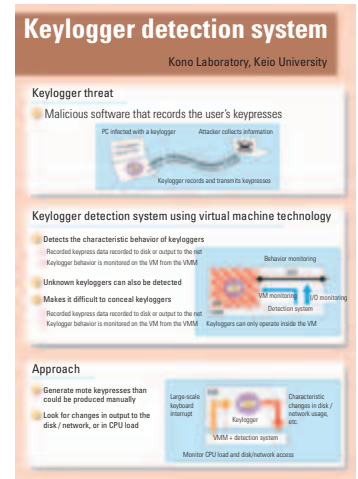 Keylogger detection system
Kono Laboratory, Keio University
Keylogger threat
Malicious software that records the user's keypresses
PC infected with a keylogger
Attacker collects information
Keylogger records and transmits keypresses
Keylogger detection system using virtual machine technology
Detects the characteristic behavior of keyloggers
Recorded keypress data recorded to disk or output to the net
Keylogger behavior is monitored on the VM from the VMM
Unknown keyloggers can also be detected
Makes it difficult to conceal keyloggers
Recorded keypress data recorded to disk or output to the net
Keylogger behavior is monitored on the VM from the VMM
Behavior monitoring
VM monitoring
I/O monitoring
Detection system
Keyloggers can only operate inside the VM
Approach
Generate mote keypresses than
could be produced manually
Look for changes in output to the
disk / network, or in CPU load
Large-scale
keyboard
interrupt
Keylogger
Characteristic
changes in disk /
network usage,
etc.
VMM + detection system
Monitor CPU load and disk/network access